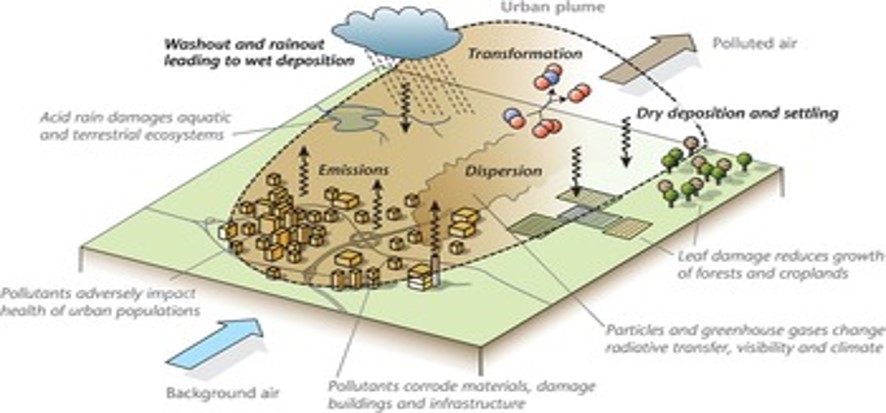 Urban plume
Washout and rainout
leading to wet deposition
Transformation
Polluted air
Acid rain damages aquatic
and terrestrial ecosystems
Dry deposition and settling
Emissions
Dispersion
Leaf damage reduces growth
of forests and croplands
Pollutants adversely impact
health of urban populations
Particles and greenhouse gases change
radiative transfer, visibility and climate
Background air
Pollutants corrode materials, damage
buildings and infrastructure